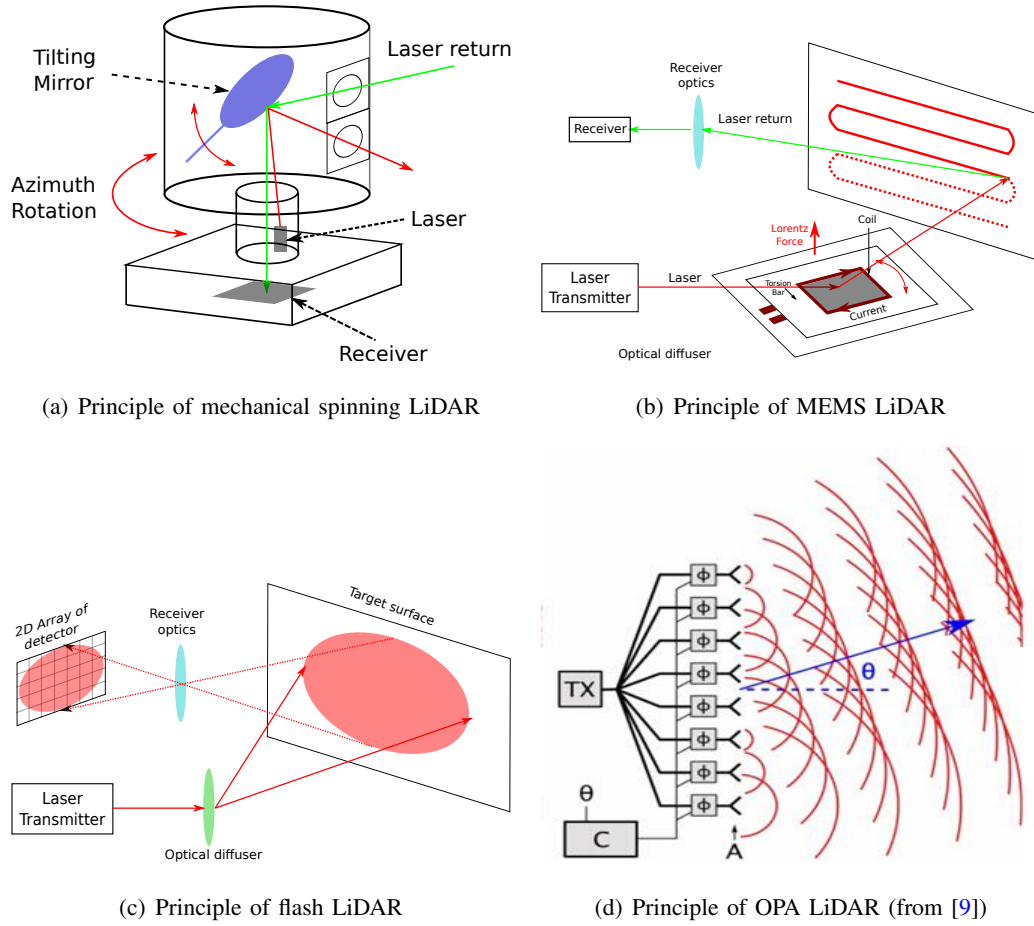 Tilting
Mirror
Laser return
Azimuth
Rotation
Laser
Receiver
(a) Principle of mechanical spinning LiDAR
Receiver
optics
Receiver
Laser return
Lorentz
Force
Coil
Laser
Transmitter
Laser
Torsion
Bar
Current
Optical diffuser
(b) Principle of MEMS LiDAR
2D Array of
detector
Receiver
optics
Target surface
Laser
Transmitter
Optical diffuser
(c) Principle of flash LiDAR
TX
ϕ
ϕ
ϕ
ϕ
ϕ
ϕ
ϕ
ϕ
θ
θ
C
A
(d) Principle of OPA LiDAR (from [9])